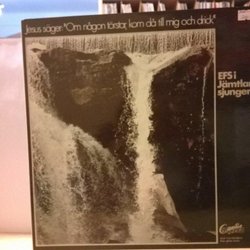 Jesus säger "Om någon törstar, kom då till mig och drick"
EFS i
Jämtland
sjunger